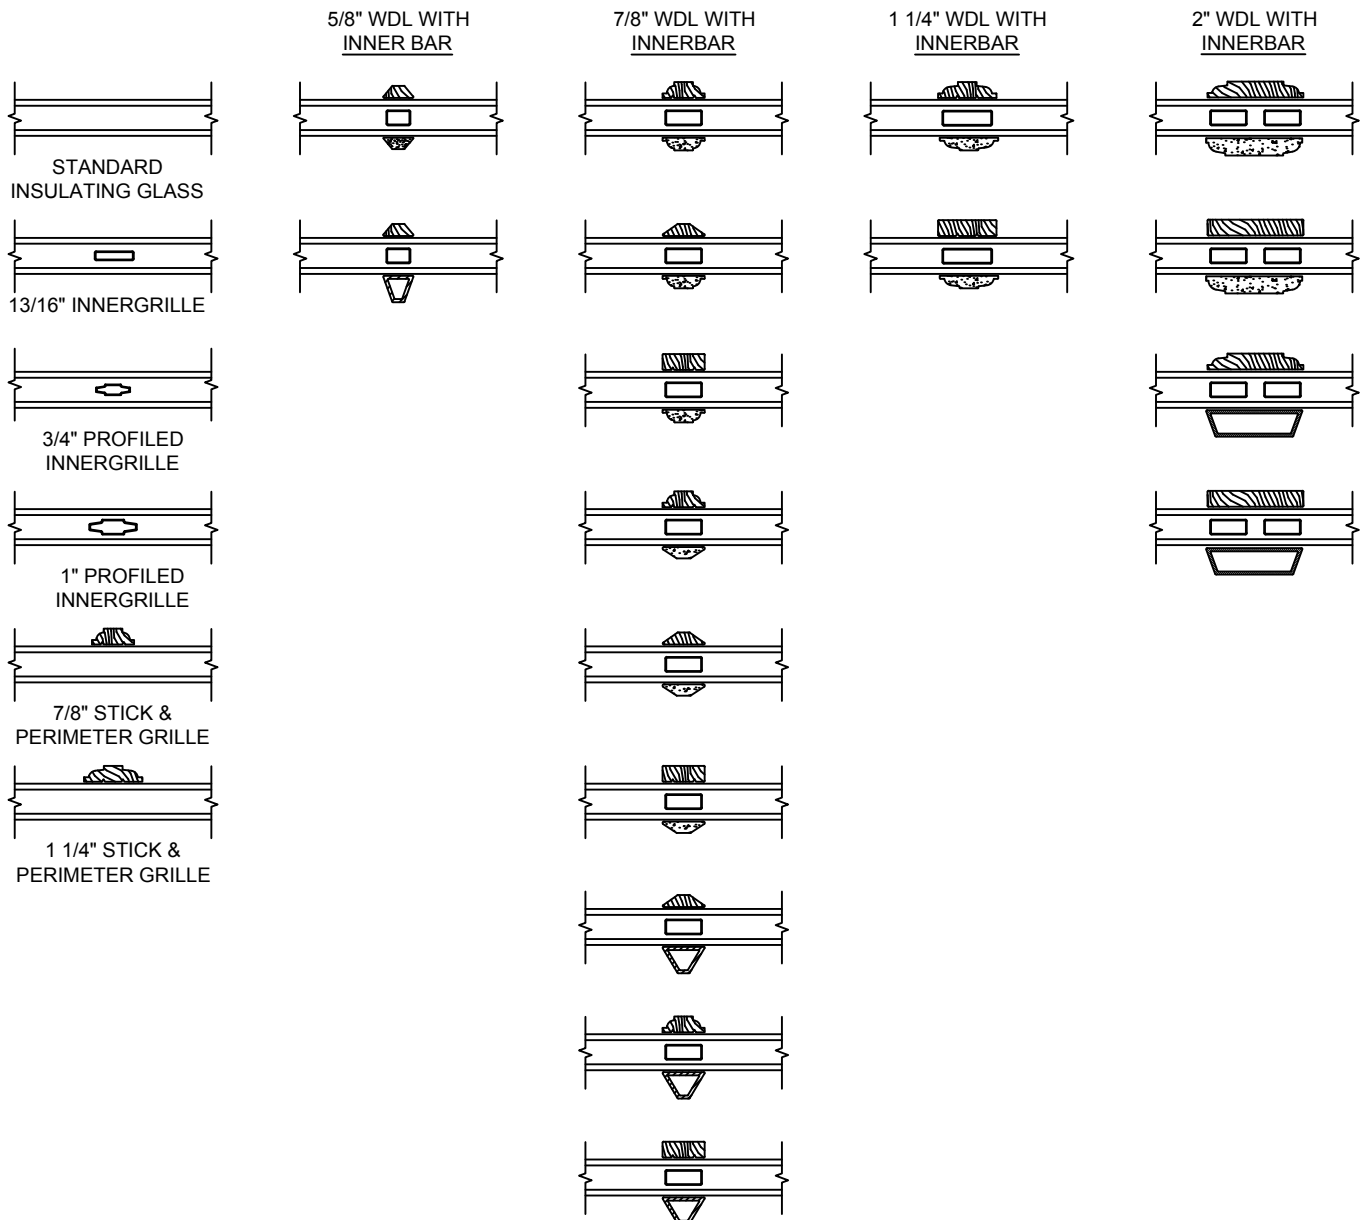 5/8" WDL WITH
INNER BAR
7/8" WDL WITH
INNERBAR
1 1/4" WDL WITH
INNERBAR
2" WDL WITH
INNERBAR
STANDARD
INSULATING GLASS
13/16" INNERGRILLE
3/4" PROFILED
INNERGRILLE
1" PROFILED
INNERGRILLE
7/8" STICK &
PERIMETER GRILLE
1 1/4" STICK &
PERIMETER GRILLE